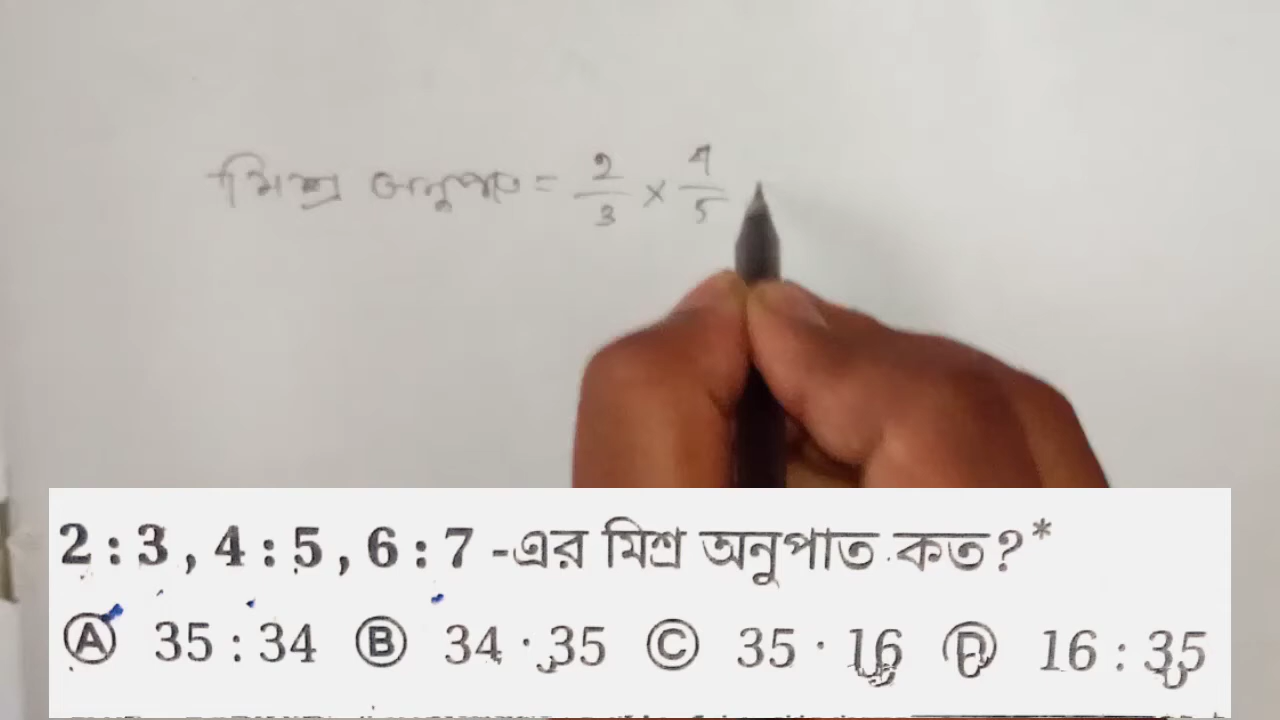 মিশ্র অনুপাত = 2/3 × 4/5
2 : 3 , 4 : 5 , 6 : 7 -এর মিশ্র অনুপাত কত?*
Ⓐ 35 : 34 Ⓑ 34 : 35 Ⓒ 35 : 16 Ⓓ 16 : 35